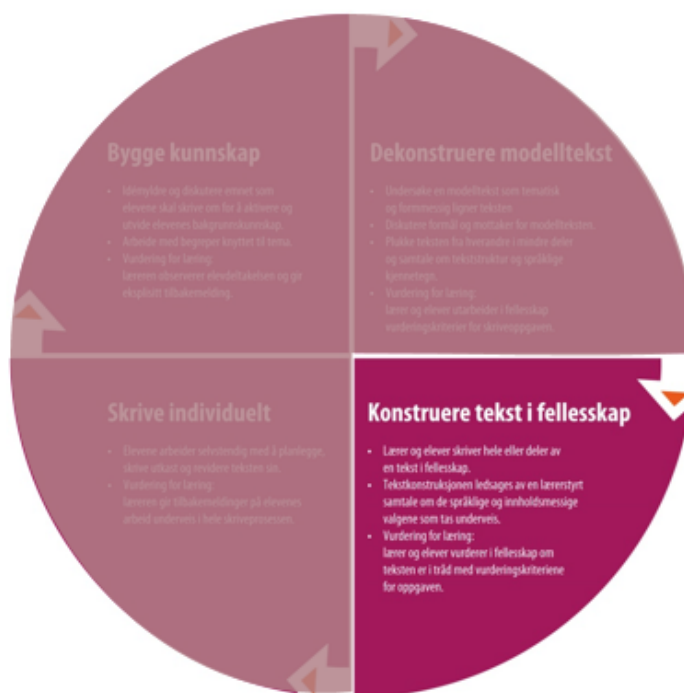 Bygge kunnskap
• Idemyldre og diskutere emnet som
elevene skal skrive om for å aktivere og
utvide elevenes bakgrunnskunnskap.
• Arbeide med begreper knyttet til tema.
• Vurdering for læring:
læreren observerer elevdeltakelsen og gir
eksplisitt tilbakemelding.
Dekonstruere modelltekst
• Undersøke en modelltekst som tematisk
og formmessig ligner teksten
• Diskutere formål og mottaker for modellteksten.
• Plukke teksten fra hverandre i mindre deler
og samtale om tekststruktur og språklige
kjennetegn.
• Vurdering for læring:
lærer og elever utarbeider i fellesskap
vurderingskriterier for skriveoppgaven.
Skrive individuelt
• Elevene arbeider selvstendig med å planlegge,
skrive utkast og revidere teksten sin.
• Vurdering for læring:
læreren gir tilbakemeldinger på elevenes
arbeid underveis i hele skriveprosessen.
Konstruere tekst i fellesskap
• Lærer og elever skriver hele eller deler av
en tekst i fellesskap.
• Tekstkonstruksjonen ledsages av en lærerstyrt
samtale om de språklige og innholdsmessige
valgene som tas underveis.
• Vurdering for læring:
lærer og elever vurderer i fellesskap om
teksten er i tråd med vurderingskriteriene
for oppgaven.